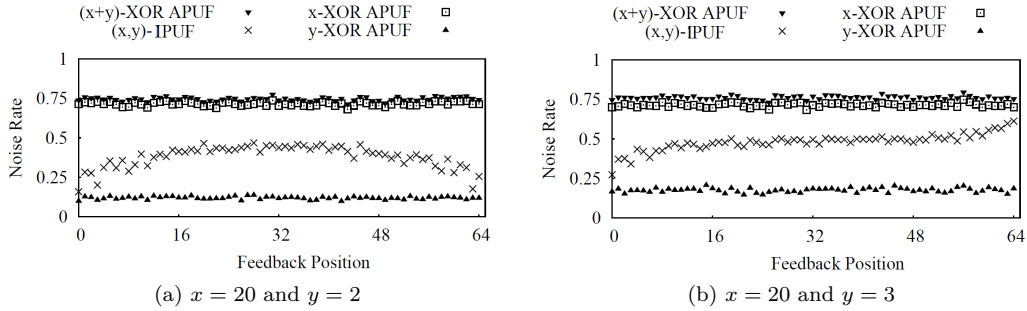 (x+y)-XOR APUF ▼ x-XOR APUF ⊡
(x,y)-IPUF × y-XOR APUF ▲
1
0.75
0.5
0.25
0
Noise Rate
0 16 32 48 64
Feedback Position
(a) x = 20 and y = 2
(x+y)-XOR APUF ▼ x-XOR APUF ⊡
(x,y)-IPUF × y-XOR APUF ▲
1
0.75
0.5
0.25
0
Noise Rate
0 16 32 48 64
Feedback Position
(b) x = 20 and y = 3